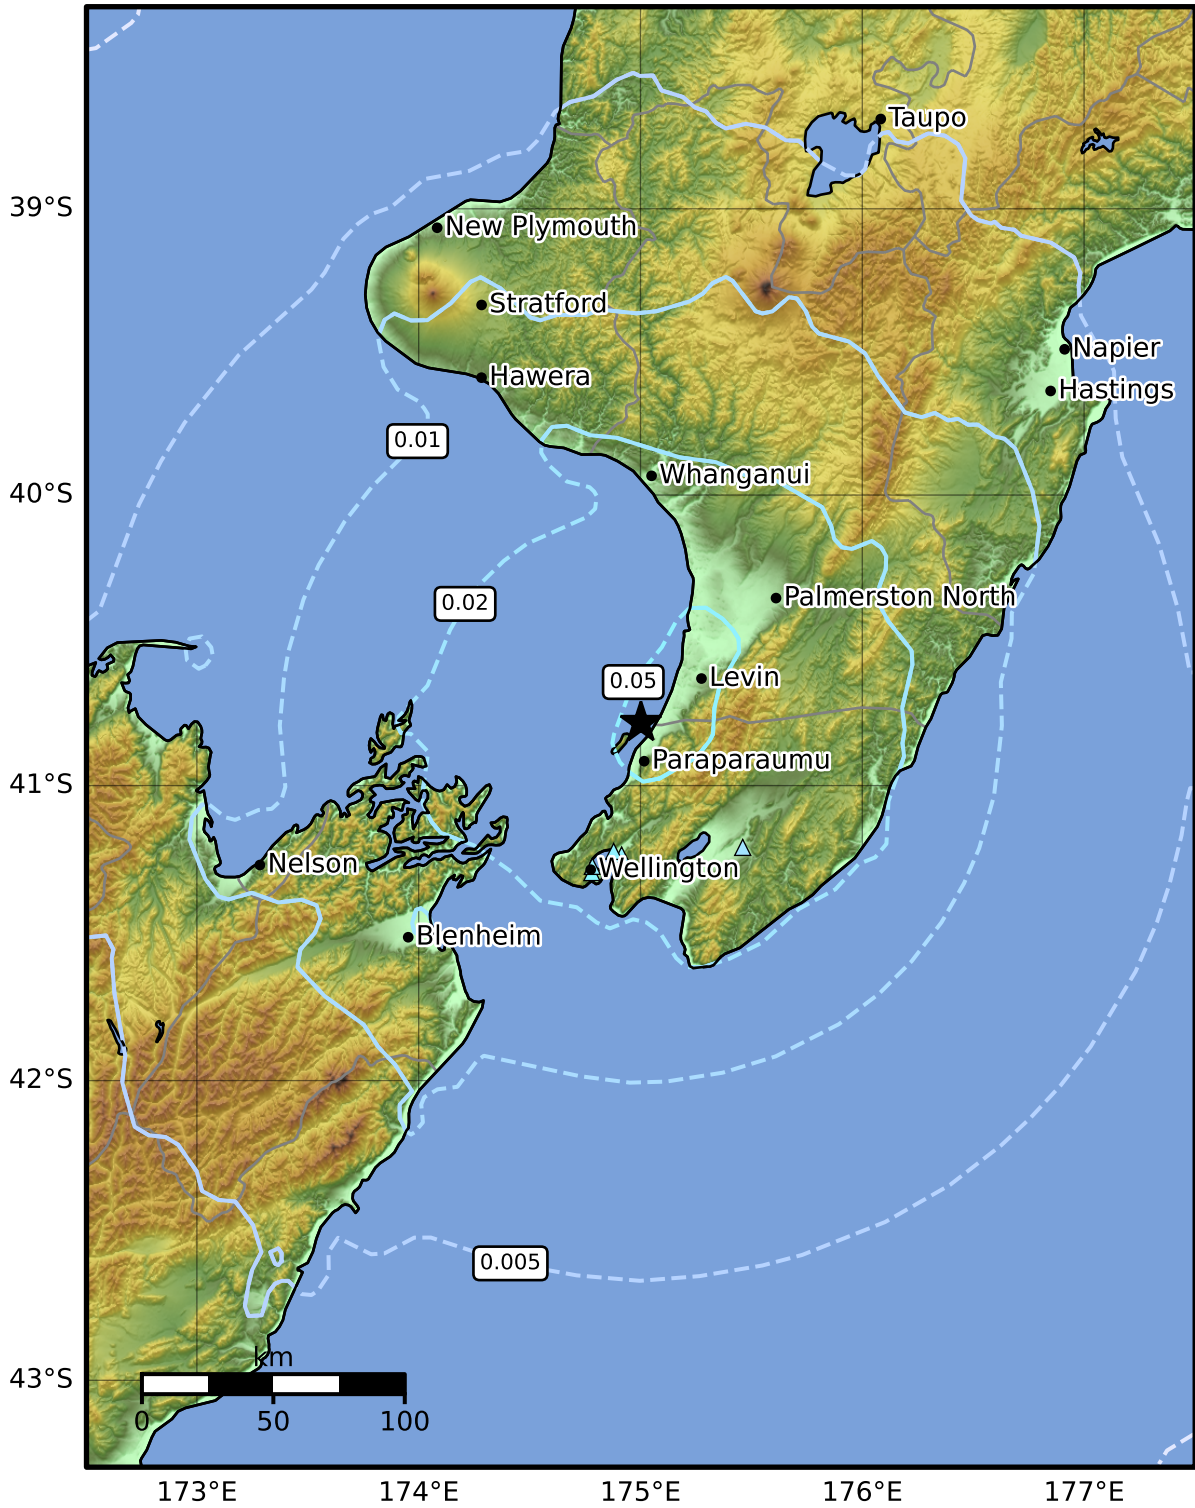 Taupo
39°S
New Plymouth
Stratford
Napier
Hawera
Hastings
0.01
Whanganui
40°S
0.02
Palmerston North
Levin
0.05
Paraparaumu
41°S
Nelson
Wellington
Blenheim
42°S
0.005
km
43°S
0 50 100
173°E 174°E 175°E 176°E 177°E